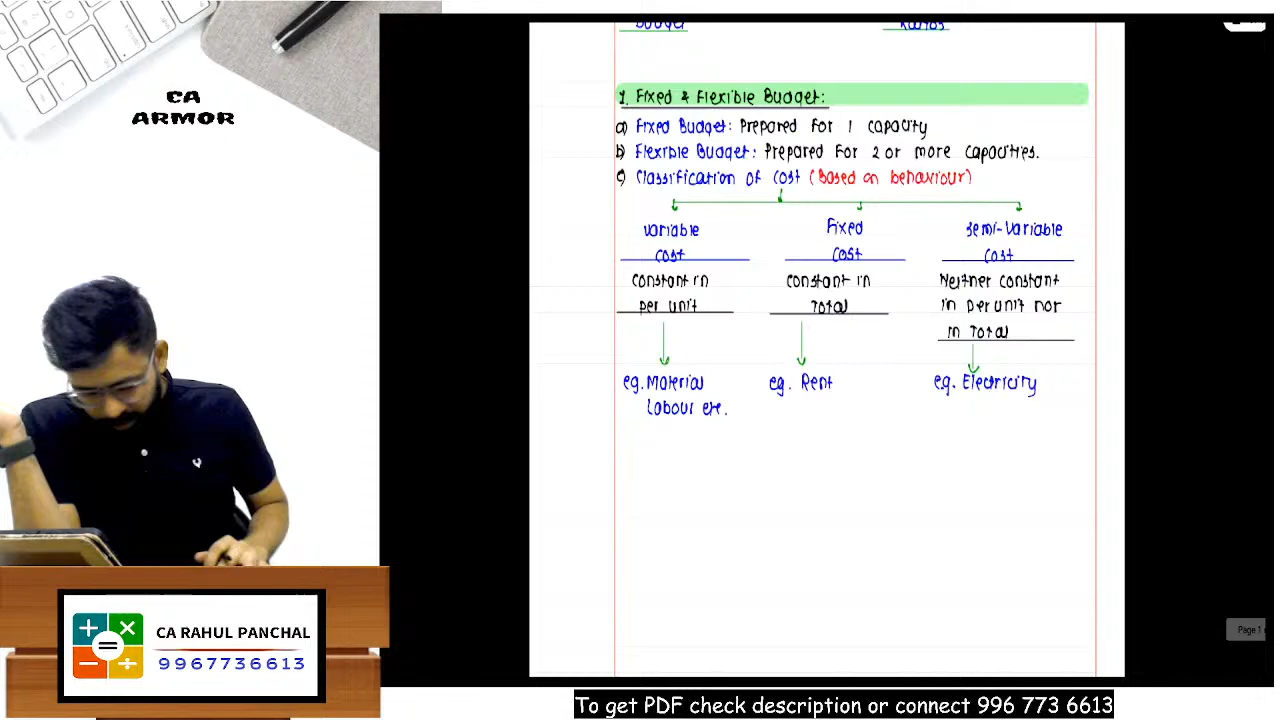 CA
ARMOR
Budget
1. Fixed & Flexible Budget:
a) Fixed Budget: Prepared For 1 capacity
b) Flexible Budget: Prepared For 2 or more capacities.
c) Classification of Cost (Based on behaviour)
Variable
Cost
Constant in
per unit
eg. Material
Labour etc.
Fixed
Cost
Constant in
Total
eg. Rent
Semi-Variable
Cost
Neither constant
in per unit nor
in Total
e.g. Electricity
CA RAHUL PANCHAL
9967736613
Page 1
To get PDF check description or connect 996 773 6613